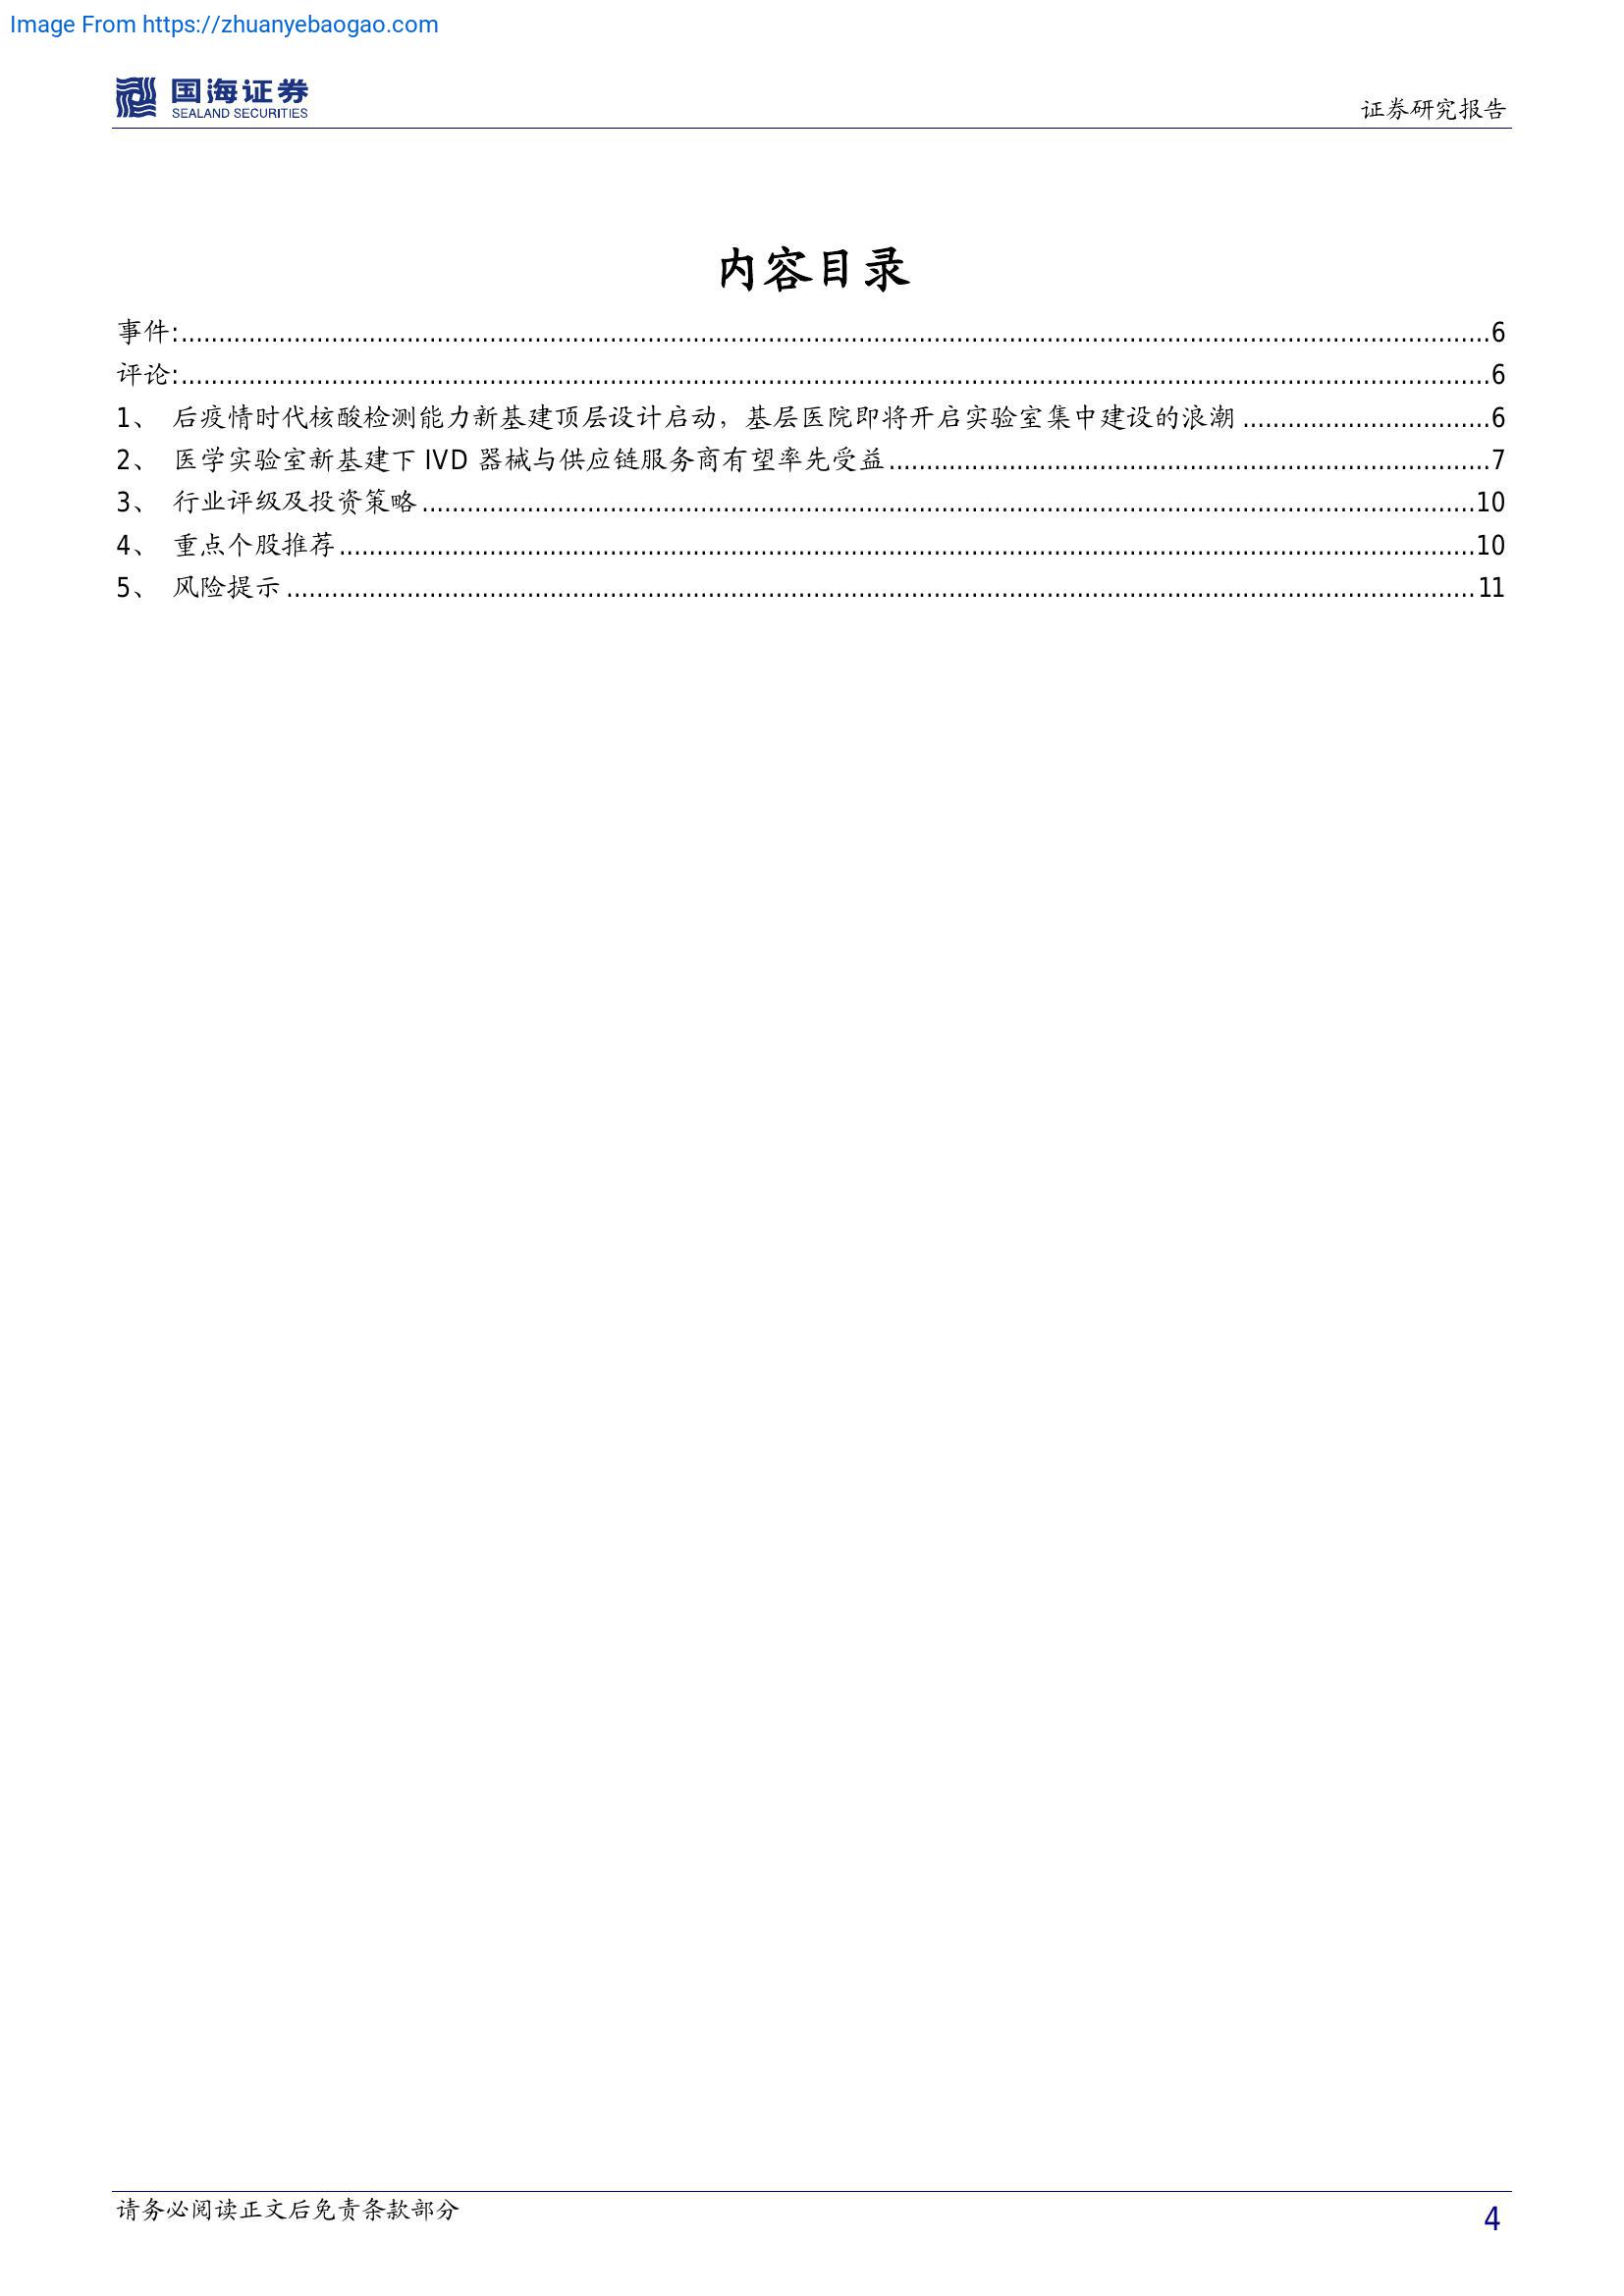 Image From https://zhuanyebaogao.com
国海证券
SEALAND SECURITIES
证券研究报告
内容目录
事件:..........6
评论:..........6
1、 后疫情时代核酸检测能力新基建顶层设计启动，基层医院即将开启实验室集中建设的浪潮..........6
2、 医学实验室新基建下 IVD 器械与供应链服务商有望率先受益..........7
3、 行业评级及投资策略..........10
4、 重点个股推荐..........10
5、 风险提示..........11
请务必阅读正文后免责条款部分
4